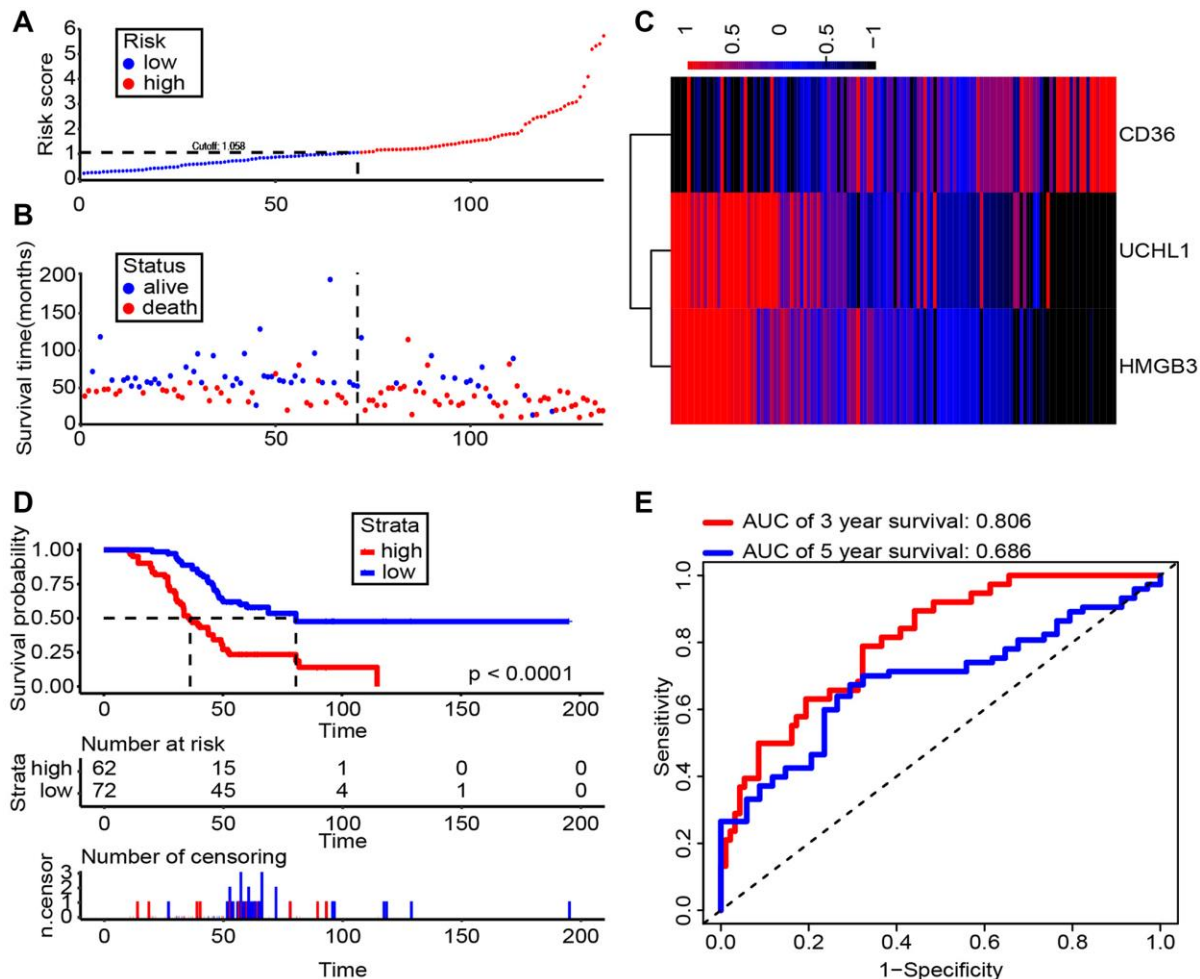 A
Risk score
6
5
4
3
2
1
0
Risk
low
high
Cutoff: 1.058
0 50 100
B
Survival time(months)
200
150
100
50
0
Status
alive
death
0 50 100
C
1 0.5 0 -0.5 -1
CD36
UCHL1
HMGB3
D
Survival probability
1.00
0.75
0.50
0.25
0.00
Strata
high
low
p < 0.0001
0 50 100 150 200
Time
Number at risk
Strata
high 62 15 1 0 0
low 72 45 4 1 0
0 50 100 150 200
Time
Number of censoring
n.censor
3
2
1
0
0 50 100 150 200
Time
E
AUC of 3 year survival: 0.806
AUC of 5 year survival: 0.686
Sensitivity
1.0
0.8
0.6
0.4
0.2
0.0
0.0 0.2 0.4 0.6 0.8 1.0
1-Specificity